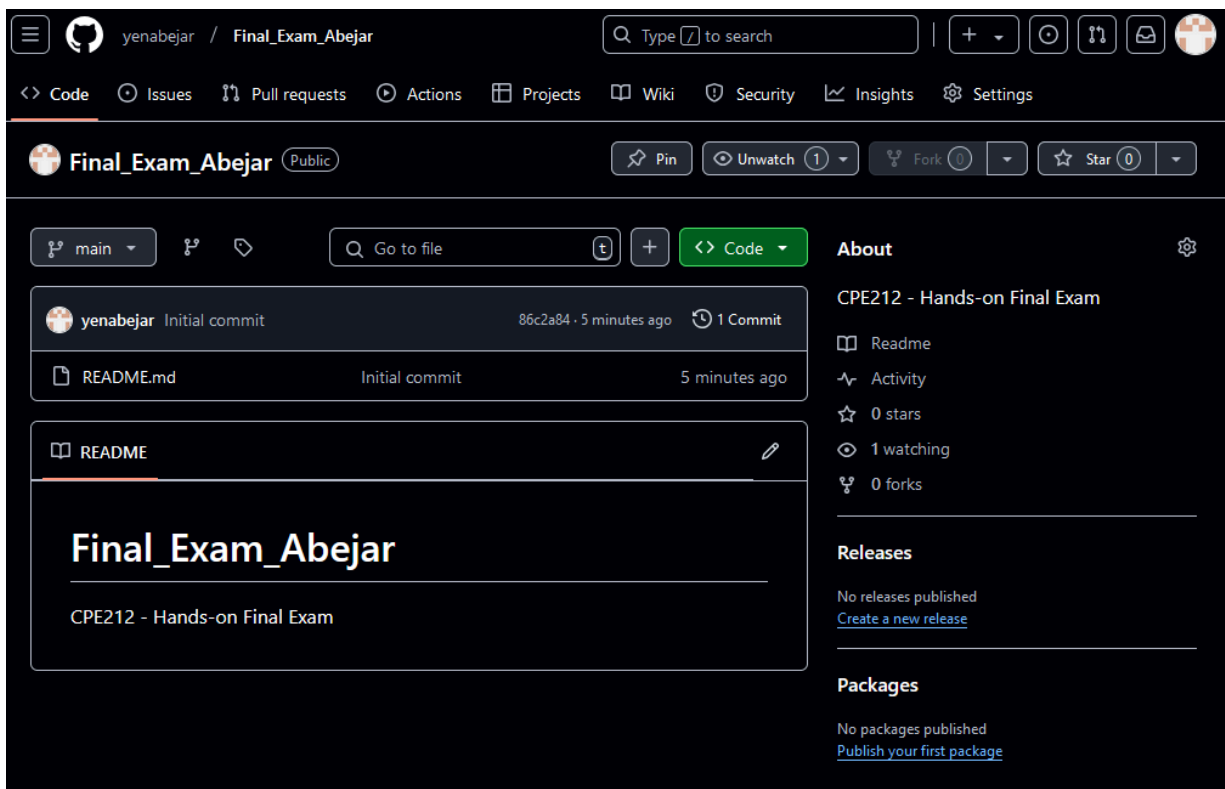 yenabejar / Final_Exam_Abejar Type / to search
Code Issues Pull requests Actions Projects Wiki Security Insights Settings
Final_Exam_Abejar Public Pin Unwatch 1 Fork 0 Star 0
main Go to file t Code
yenabejar Initial commit 86c2a84 · 5 minutes ago 1 Commit
README.md Initial commit 5 minutes ago
README
Final_Exam_Abejar
CPE212 - Hands-on Final Exam
About
CPE212 - Hands-on Final Exam
Readme
Activity
0 stars
1 watching
0 forks
Releases
No releases published
Create a new release
Packages
No packages published
Publish your first package